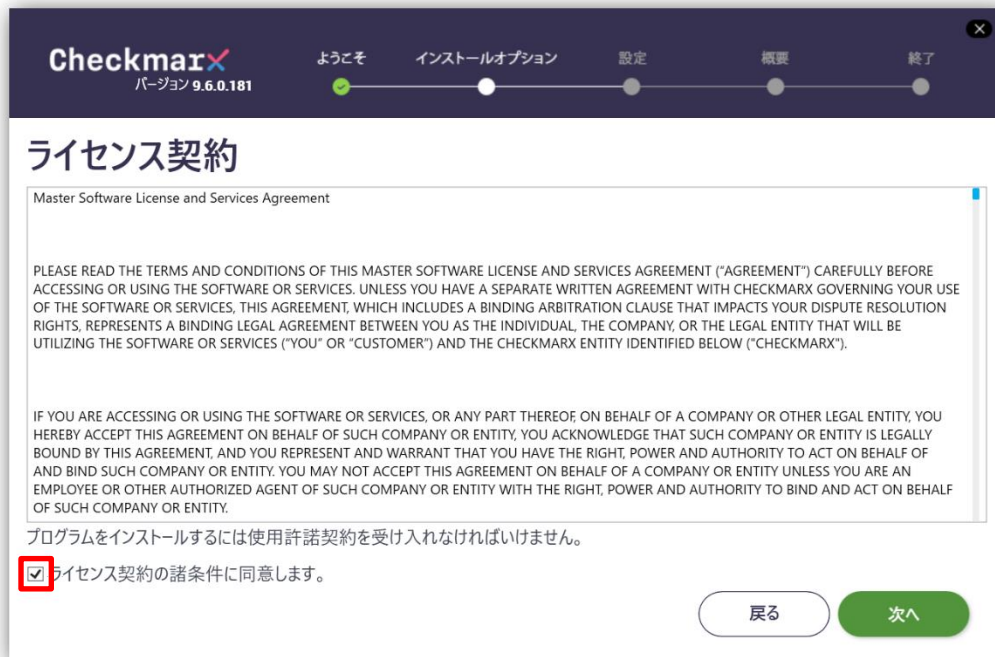 Checkmarx
バージョン 9.6.0.181
ようこそ
インストールオプション
設定
概要
終了
ライセンス契約
Master Software License and Services Agreement
PLEASE READ THE TERMS AND CONDITIONS OF THIS MASTER SOFTWARE LICENSE AND SERVICES AGREEMENT (“AGREEMENT”) CAREFULLY BEFORE
ACCESSING OR USING THE SOFTWARE OR SERVICES. UNLESS YOU HAVE A SEPARATE WRITTEN AGREEMENT WITH CHECKMARX GOVERNING YOUR USE
OF THE SOFTWARE OR SERVICES, THIS AGREEMENT, WHICH INCLUDES A BINDING ARBITRATION CLAUSE THAT IMPACTS YOUR DISPUTE RESOLUTION
RIGHTS, REPRESENTS A BINDING LEGAL AGREEMENT BETWEEN YOU AS THE INDIVIDUAL, THE COMPANY, OR THE LEGAL ENTITY THAT WILL BE
UTILIZING THE SOFTWARE OR SERVICES (“YOU” OR “CUSTOMER”) AND THE CHECKMARX ENTITY IDENTIFIED BELOW ("CHECKMARX").
IF YOU ARE ACCESSING OR USING THE SOFTWARE OR SERVICES, OR ANY PART THEREOF, ON BEHALF OF A COMPANY OR OTHER LEGAL ENTITY, YOU
HEREBY ACCEPT THIS AGREEMENT ON BEHALF OF SUCH COMPANY OR ENTITY, YOU ACKNOWLEDGE THAT SUCH COMPANY OR ENTITY IS LEGALLY
BOUND BY THIS AGREEMENT, AND YOU REPRESENT AND WARRANT THAT YOU HAVE THE RIGHT, POWER AND AUTHORITY TO ACT ON BEHALF OF
AND BIND SUCH COMPANY OR ENTITY. YOU MAY NOT ACCEPT THIS AGREEMENT ON BEHALF OF A COMPANY OR ENTITY UNLESS YOU ARE AN
EMPLOYEE OR OTHER AUTHORIZED AGENT OF SUCH COMPANY OR ENTITY WITH THE RIGHT, POWER AND AUTHORITY TO BIND AND ACT ON BEHALF
OF SUCH COMPANY OR ENTITY.
プログラムをインストールするには使用許諾契約を受け入れなければいけません。
ライセンス契約の諸条件に同意します。
戻る
次へ